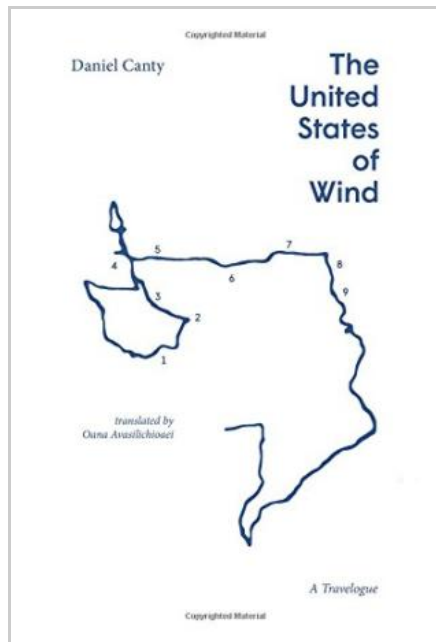 Copyrighted Material
Daniel Canty
The
United
States
of
Wind
5
7
4
6
8
3
9
2
1
translated by
Oana Avasilichioaei
A Travelogue
Copyrighted Material